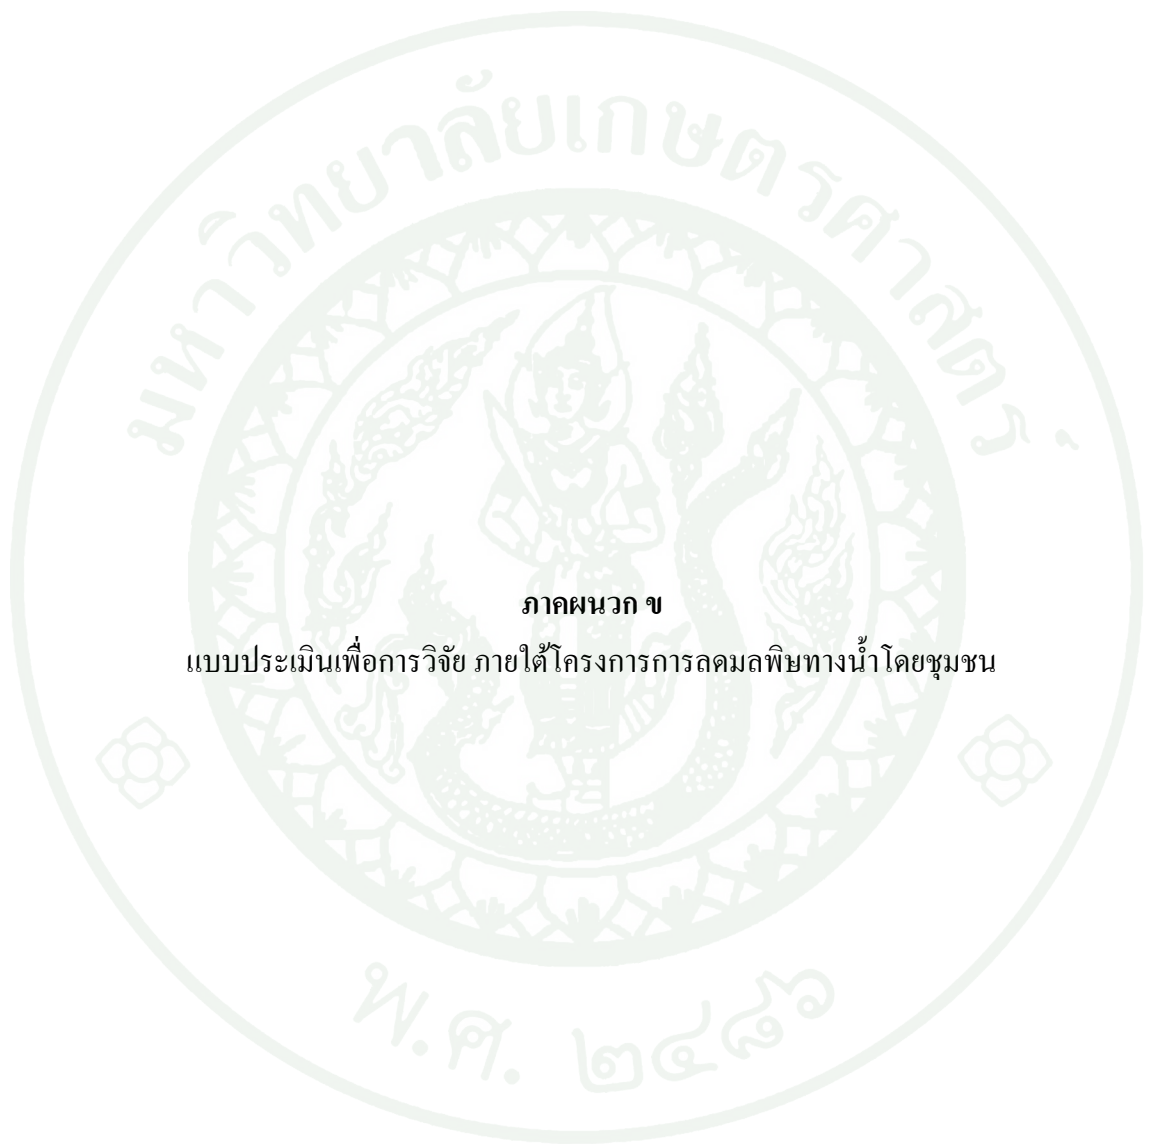 มหาวิทยาลัยเกษตรศาสตร์
ภาคผนวก ข
แบบประเมินเพื่อการวิจัย ภายใต้โครงการการลดมลพิษทางน้ำโดยชุมชน
พ.ศ. ๒๔๘๖